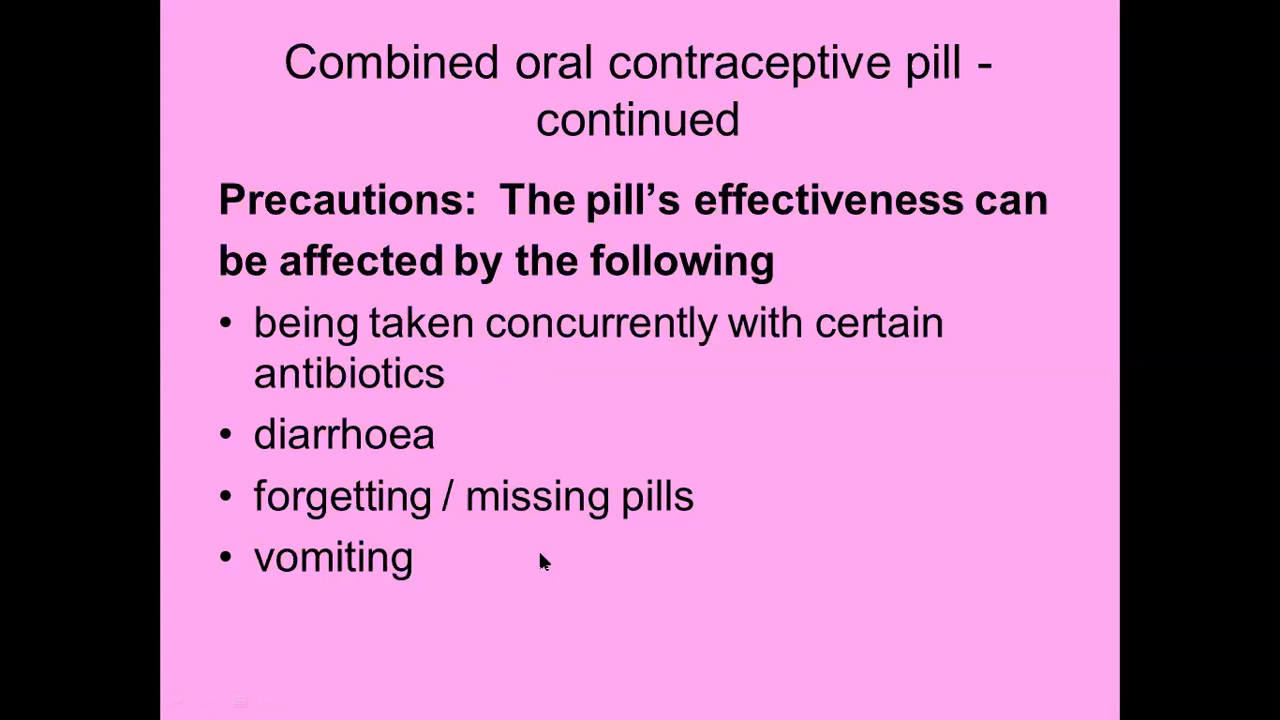 Combined oral contraceptive pill -
continued
Precautions:  The pill’s effectiveness can
be affected by the following
• being taken concurrently with certain
antibiotics
• diarrhoea
• forgetting / missing pills
• vomiting